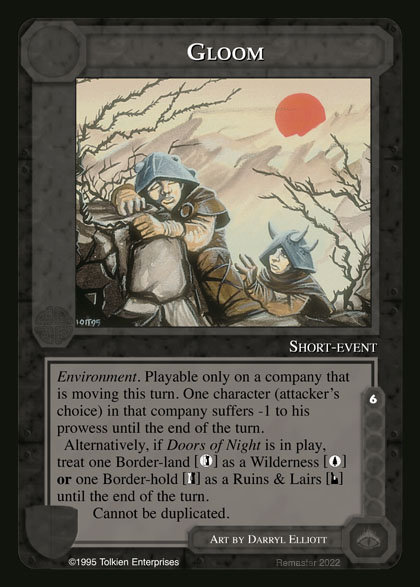 GLOOM
SHORT-EVENT
Environment. Playable only on a company that
is moving this turn. One character (attacker's
choice) in that company suffers -1 to his
prowess until the end of the turn.
Alternatively, if Doors of Night is in play,
treat one Border-land [ ] as a Wilderness [ ]
or one Border-hold [ ] as a Ruins & Lairs [ ]
until the end of the turn.
Cannot be duplicated.
6
ART BY DARRYL ELLIOTT
©1995 Tolkien Enterprises
Remaster 2022